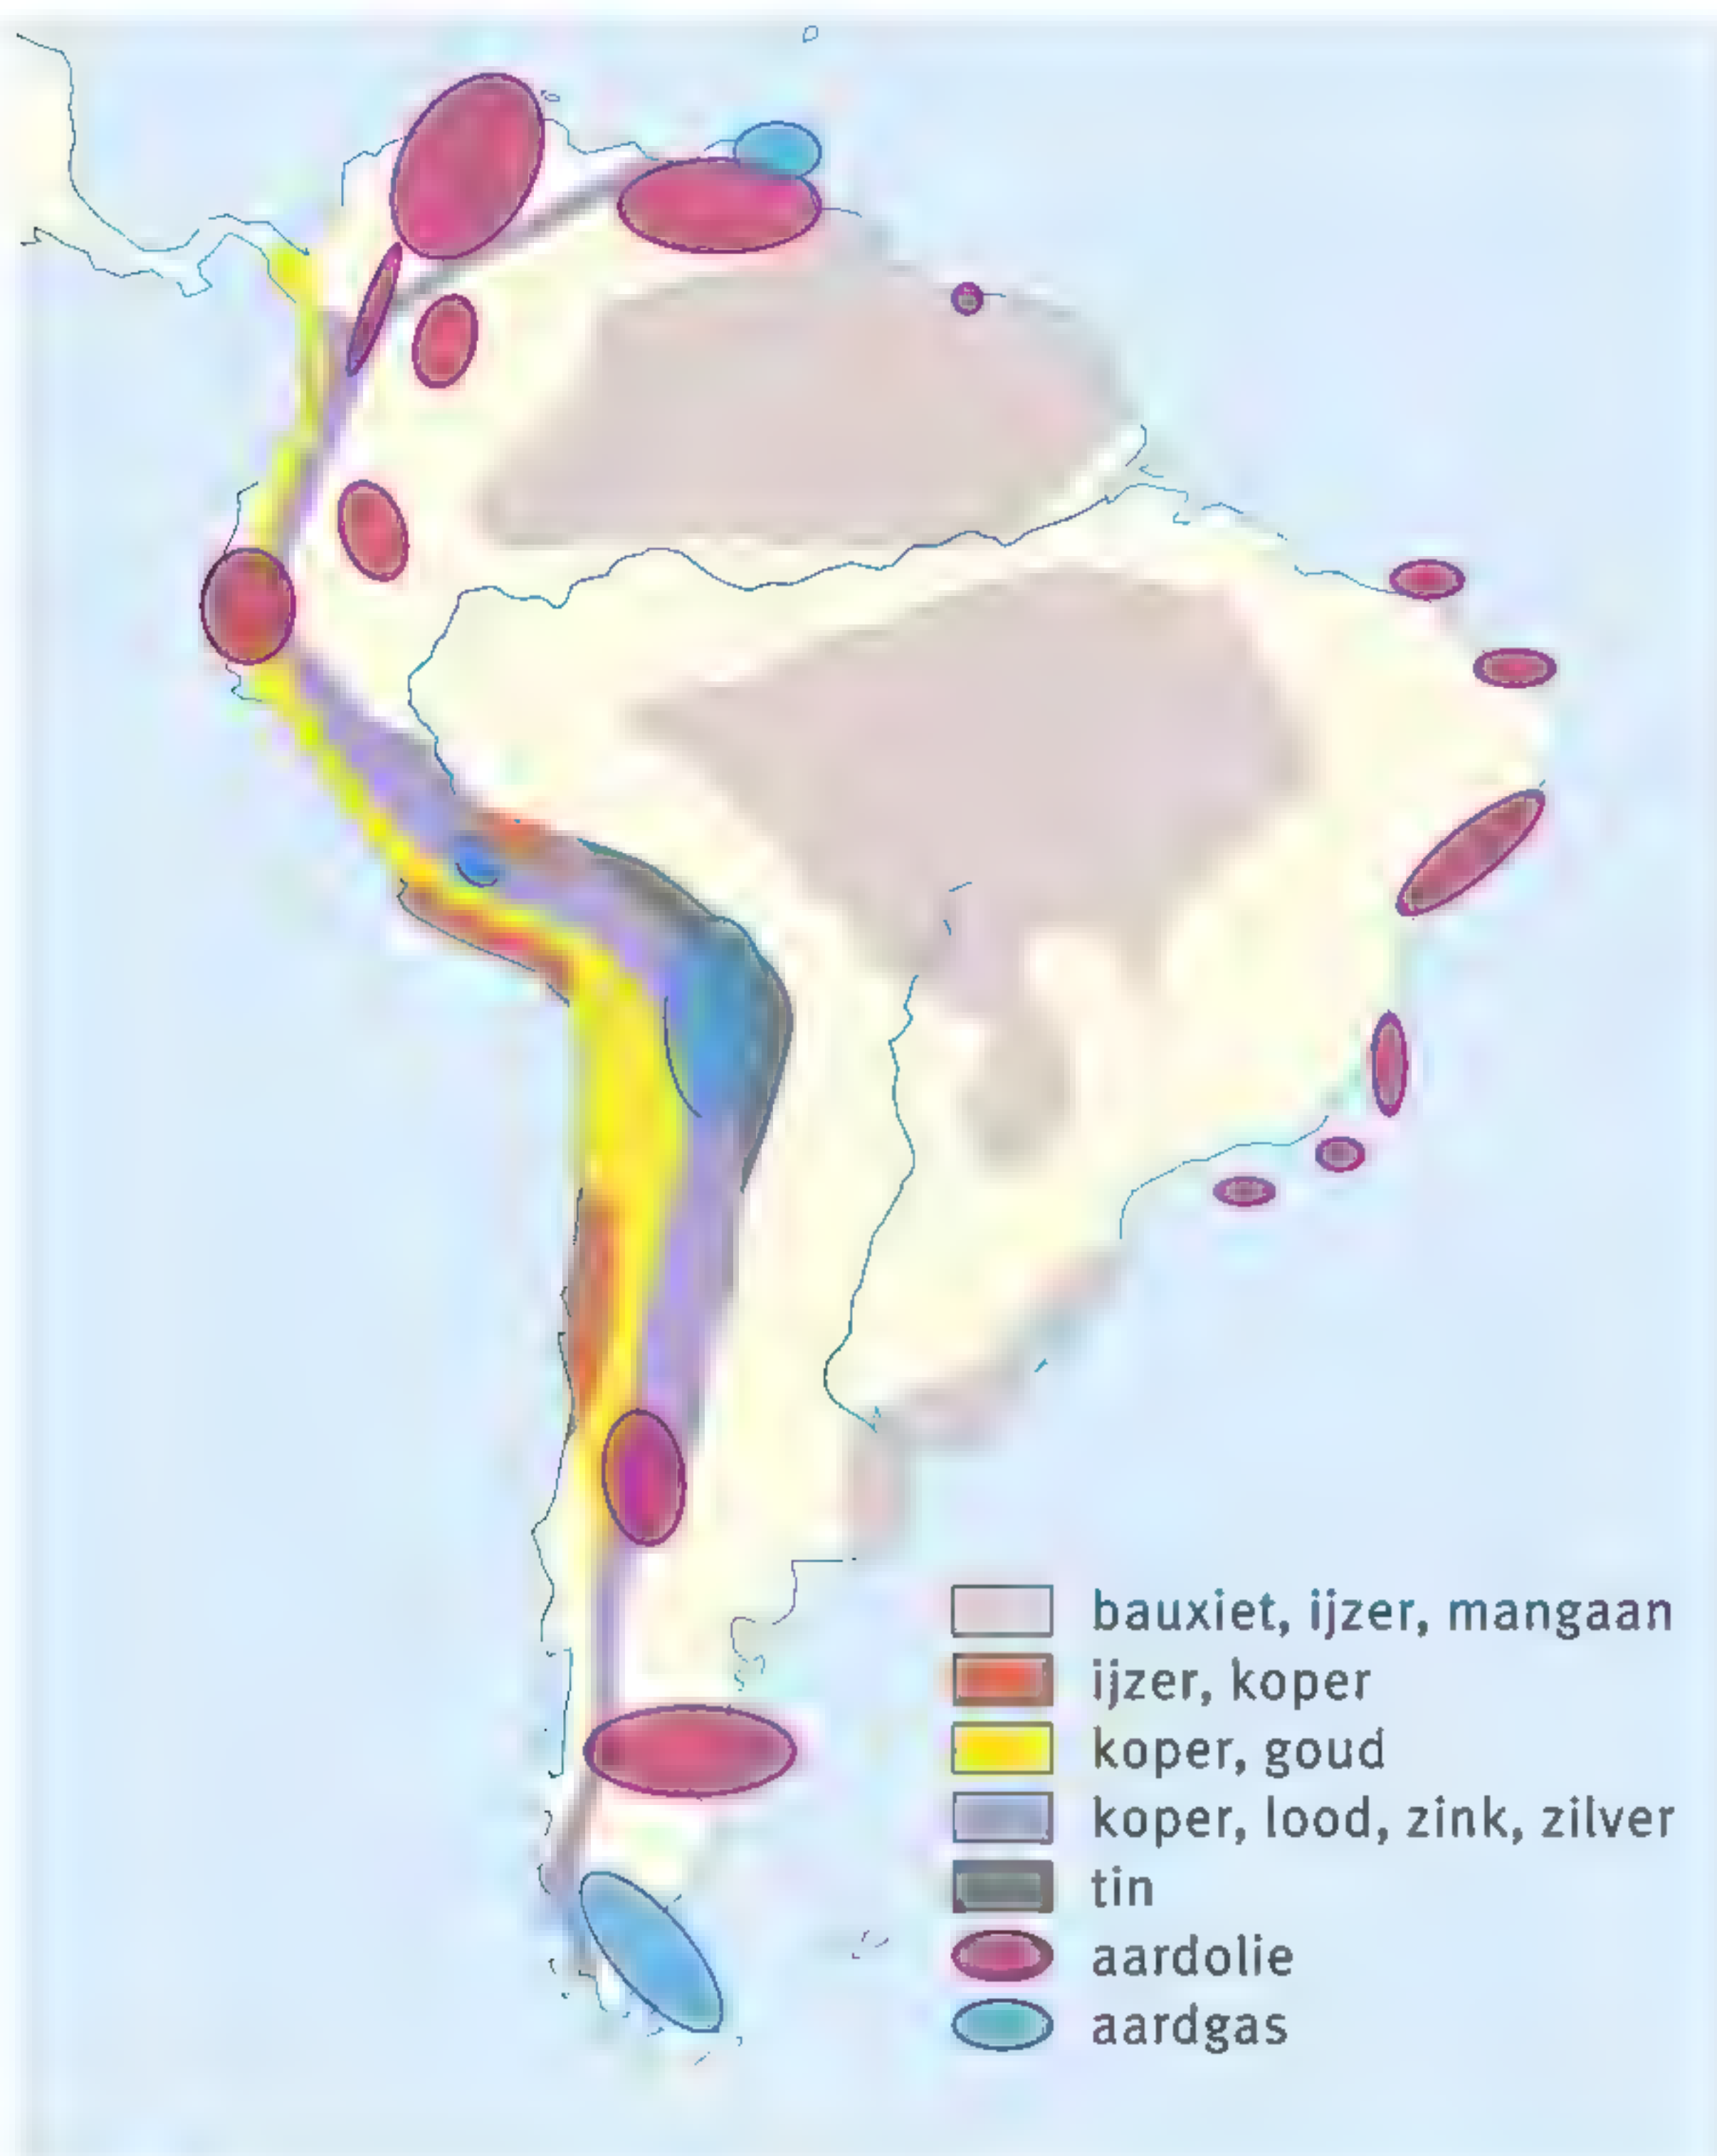 bauxiet, ijzer, mangaan
ijzer, koper
koper, goud
koper, lood, zink, zilver
tin
aardolie
aardgas